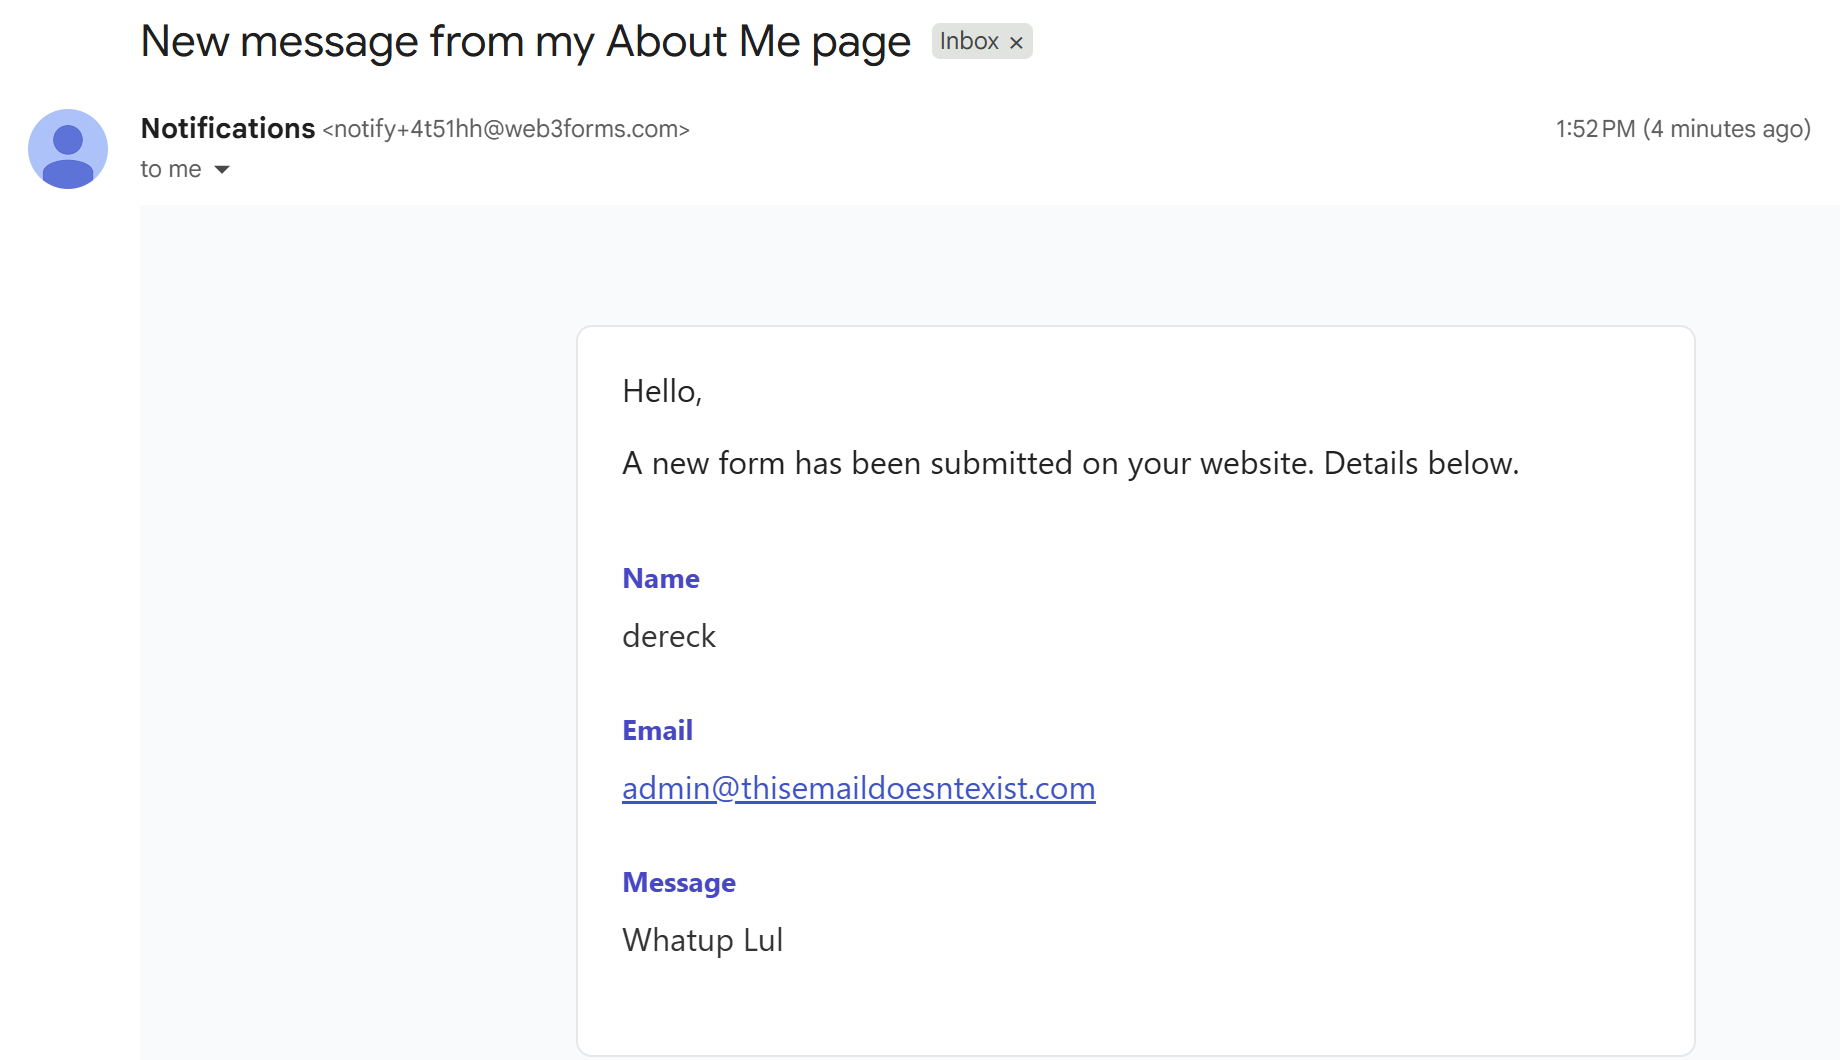 New message from my About Me page Inbox ×
Notifications <notify+4t51hh@web3forms.com> 1:52 PM (4 minutes ago)
to me
Hello,
A new form has been submitted on your website. Details below.
Name
dereck
Email
admin@thisemaildoesntexist.com
Message
Whatup Lul